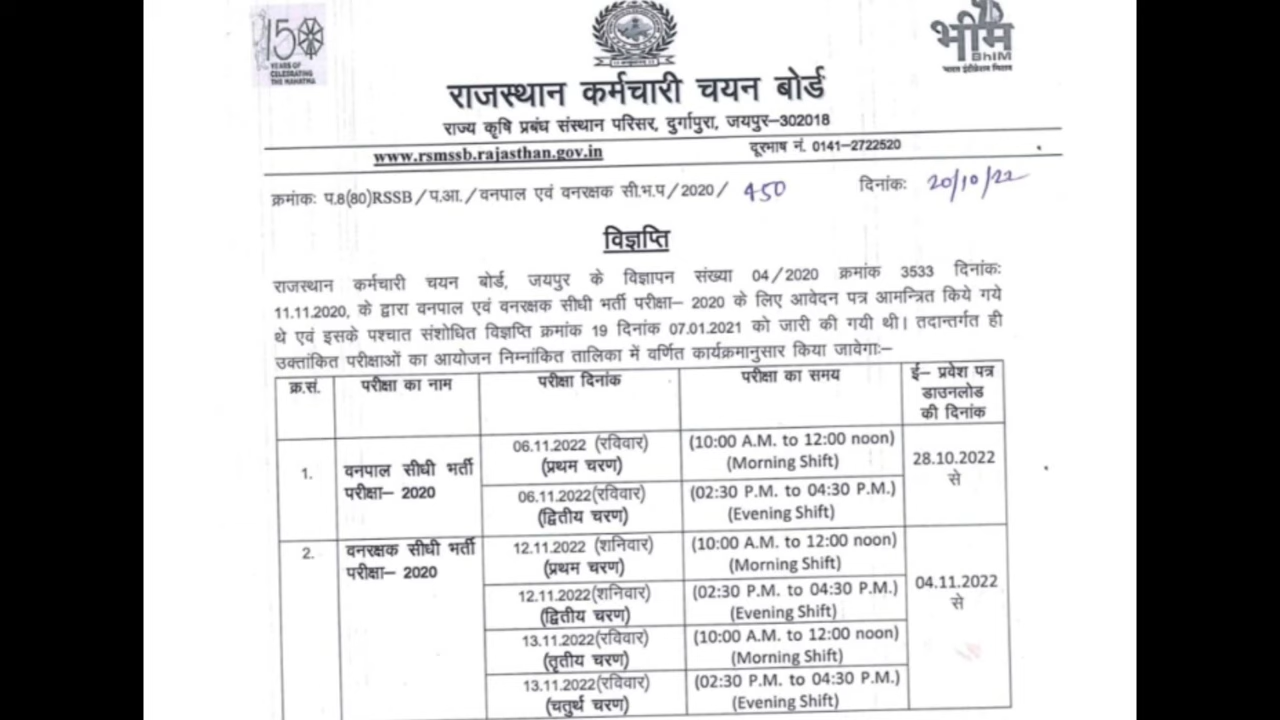 150
YEARS OF
CELEBRATING
THE MAHATMA
भीम
BHIM
राजस्थान कर्मचारी चयन बोर्ड
राज्य कृषि प्रबंध संस्थान परिसर, दुर्गापुरा, जयपुर–302018
www.rsmssb.rajasthan.gov.in दूरभाष नं. 0141–2722520
क्रमांकः प.8(80)RSSB/प.आ./वनपाल एवं वनरक्षक सी.भ.प/2020/ 450 दिनांकः 20/10/22
विज्ञप्ति
राजस्थान कर्मचारी चयन बोर्ड, जयपुर के विज्ञापन संख्या 04/2020 क्रमांक 3533 दिनांकः
11.11.2020, के द्वारा वनपाल एवं वनरक्षक सीधी भर्ती परीक्षा– 2020 के लिए आवेदन पत्र आमन्त्रित किये गये
थे एवं इसके पश्चात संशोधित विज्ञप्ति क्रमांक 19 दिनांक 07.01.2021 को जारी की गयी थी। तदान्तर्गत ही
उक्तांकित परीक्षाओं का आयोजन निम्नांकित तालिका में वर्णित कार्यक्रमानुसार किया जावेगाः–
क्र.सं. परीक्षा का नाम परीक्षा दिनांक परीक्षा का समय ई– प्रवेश पत्र
डाउनलोड
की दिनांक
1. वनपाल सीधी भर्ती
परीक्षा– 2020
06.11.2022 (रविवार)
(प्रथम चरण)
(10:00 A.M. to 12:00 noon)
(Morning Shift)
28.10.2022
से
06.11.2022(रविवार)
(द्वितीय चरण)
(02:30 P.M. to 04:30 P.M.)
(Evening Shift)
2. वनरक्षक सीधी भर्ती
परीक्षा– 2020
12.11.2022 (शनिवार)
(प्रथम चरण)
(10:00 A.M. to 12:00 noon)
(Morning Shift)
04.11.2022
से
12.11.2022(शनिवार)
(द्वितीय चरण)
(02:30 P.M. to 04:30 P.M.)
(Evening Shift)
13.11.2022(रविवार)
(तृतीय चरण)
(10:00 A.M. to 12:00 noon)
(Morning Shift)
13.11.2022(रविवार)
(चतुर्थ चरण)
(02:30 P.M. to 04:30 P.M.)
(Evening Shift)